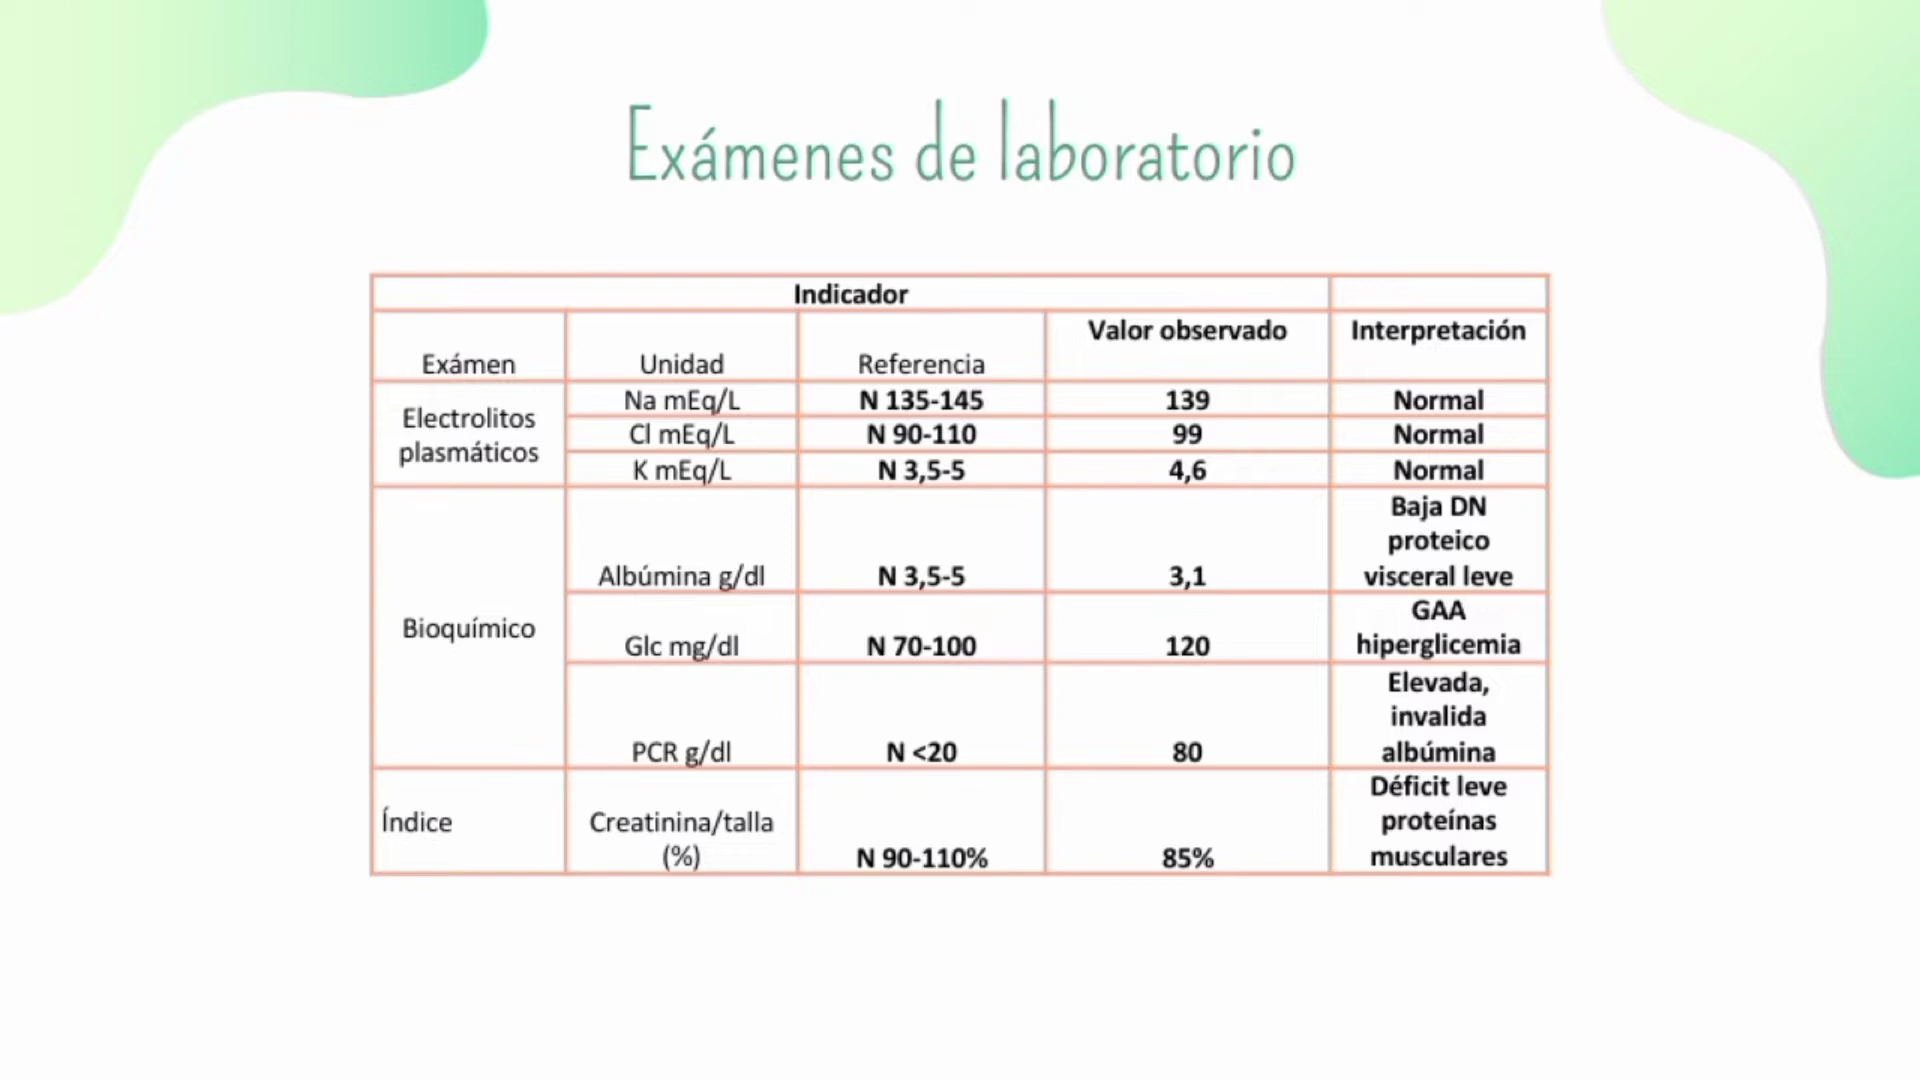 Exámenes de laboratorio
Indicador
Exámen Unidad Referencia Valor observado Interpretación
Electrolitos plasmáticos
Na mEq/L N 135-145 139 Normal
Cl mEq/L N 90-110 99 Normal
K mEq/L N 3,5-5 4,6 Normal
Bioquímico
Albúmina g/dl N 3,5-5 3,1 Baja DN proteico visceral leve
Glc mg/dl N 70-100 120 GAA hiperglicemia
PCR g/dl N <20 80 Elevada, invalida albúmina
Índice Creatinina/talla (%) N 90-110% 85% Déficit leve proteínas musculares